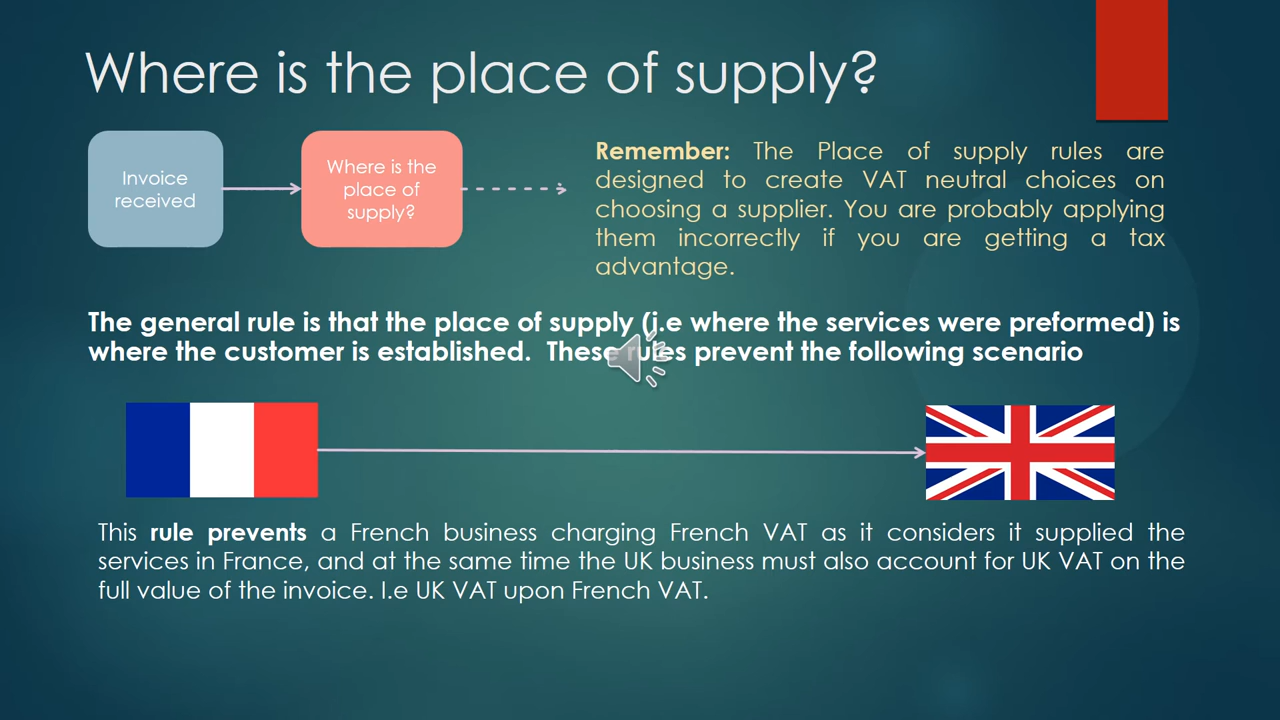 Where is the place of supply?
Invoice
received
Where is the
place of
supply?
Remember: The Place of supply rules are
designed to create VAT neutral choices on
choosing a supplier. You are probably applying
them incorrectly if you are getting a tax
advantage.
The general rule is that the place of supply (i.e where the services were preformed) is
where the customer is established. These rules prevent the following scenario
This rule prevents a French business charging French VAT as it considers it supplied the
services in France, and at the same time the UK business must also account for UK VAT on the
full value of the invoice. I.e UK VAT upon French VAT.